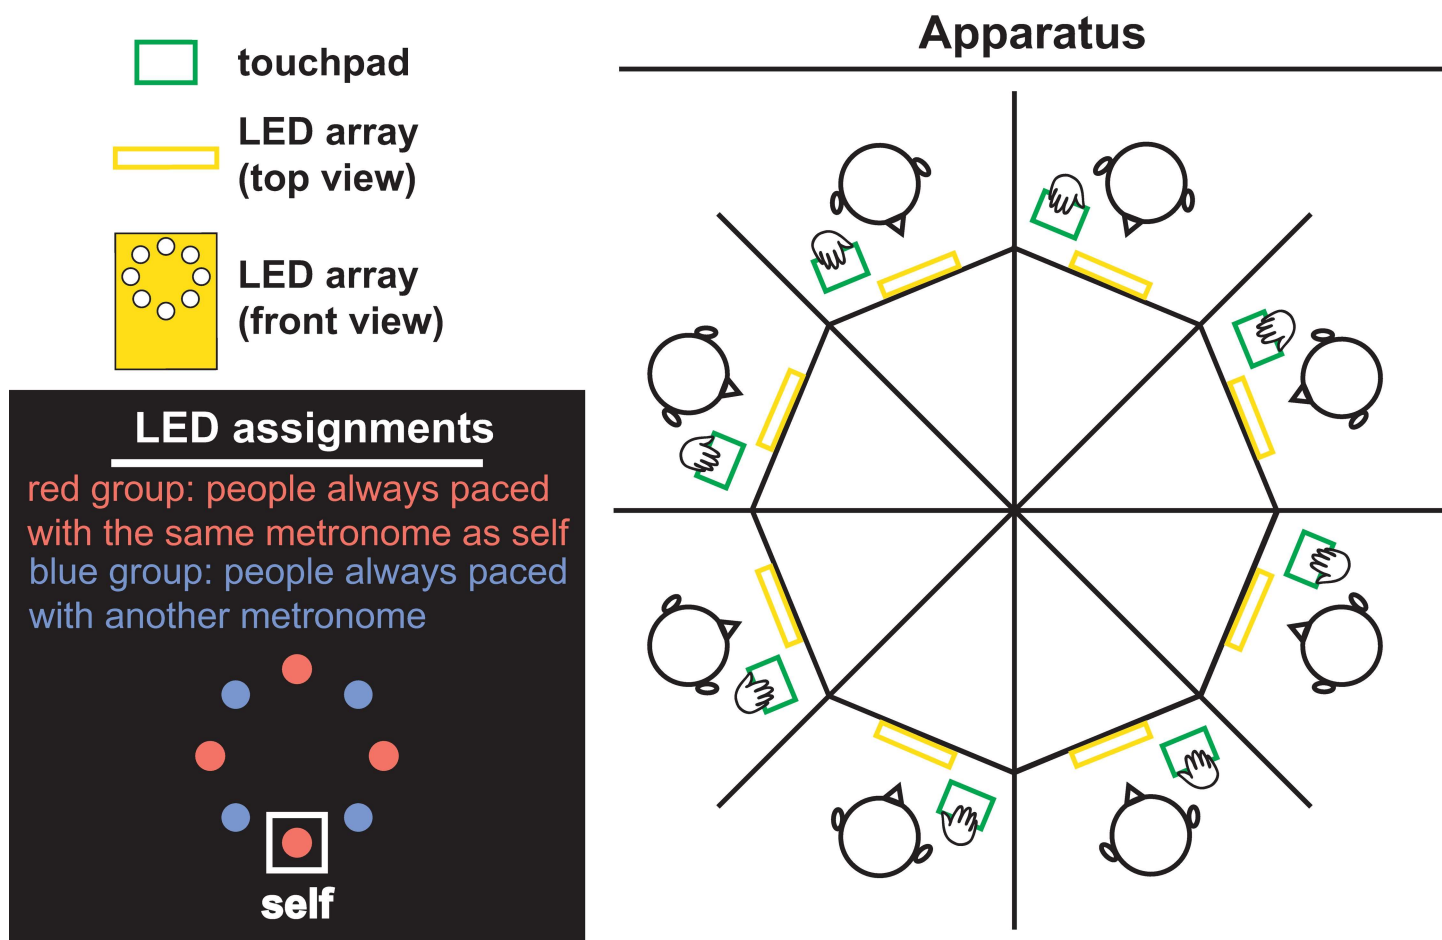 touchpad
LED array
(top view)
LED array
(front view)
LED assignments
red group: people always paced
with the same metronome as self
blue group: people always paced
with another metronome
self
Apparatus